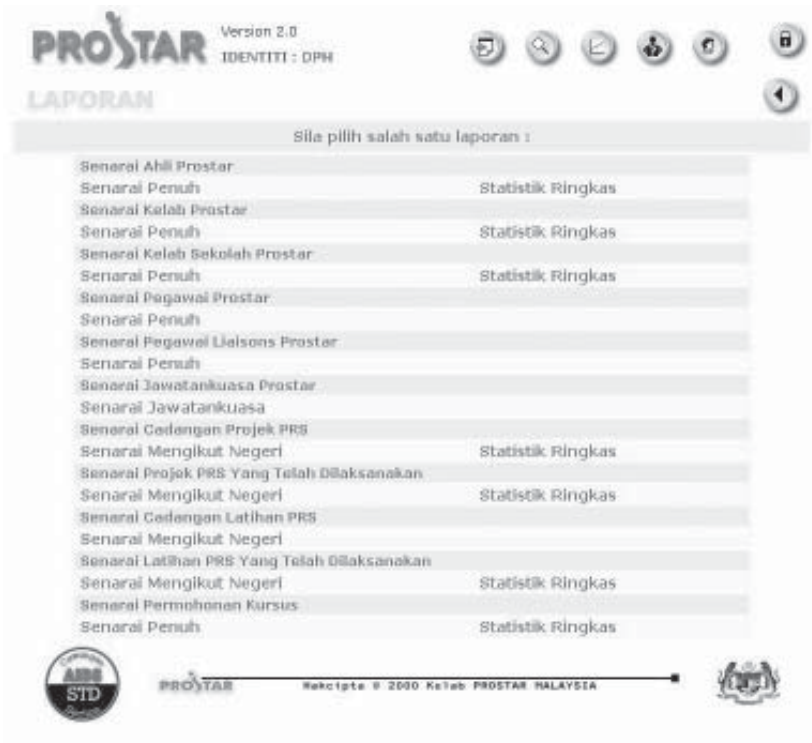 PROSTAR
Version 2.0
IDENTITI : DPH
LAPORAN
Sila pilih salah satu laporan :
Senarai Ahli Prostar
Senarai Penuh Statistik Ringkas
Senarai Kelab Prostar
Senarai Penuh Statistik Ringkas
Senarai Kelab Sekolah Prostar
Senarai Penuh Statistik Ringkas
Senarai Pegawai Prostar
Senarai Penuh
Senarai Pegawai Liaisons Prostar
Senarai Penuh
Senarai Jawatankuasa Prostar
Senarai Jawatankuasa
Senarai Cadangan Projek PRS
Senarai Mengikut Negeri Statistik Ringkas
Senarai Projek PRS Yang Telah Dilaksanakan
Senarai Mengikut Negeri Statistik Ringkas
Senarai Cadangan Latihan PRS
Senarai Mengikut Negeri
Senarai Latihan PRS Yang Telah Dilaksanakan
Senarai Mengikut Negeri Statistik Ringkas
Senarai Permohonan Kursus
Senarai Penuh Statistik Ringkas
AIDS
STD
PROSTAR
Hakcipta © 2000 Kelab PROSTAR MALAYSIA